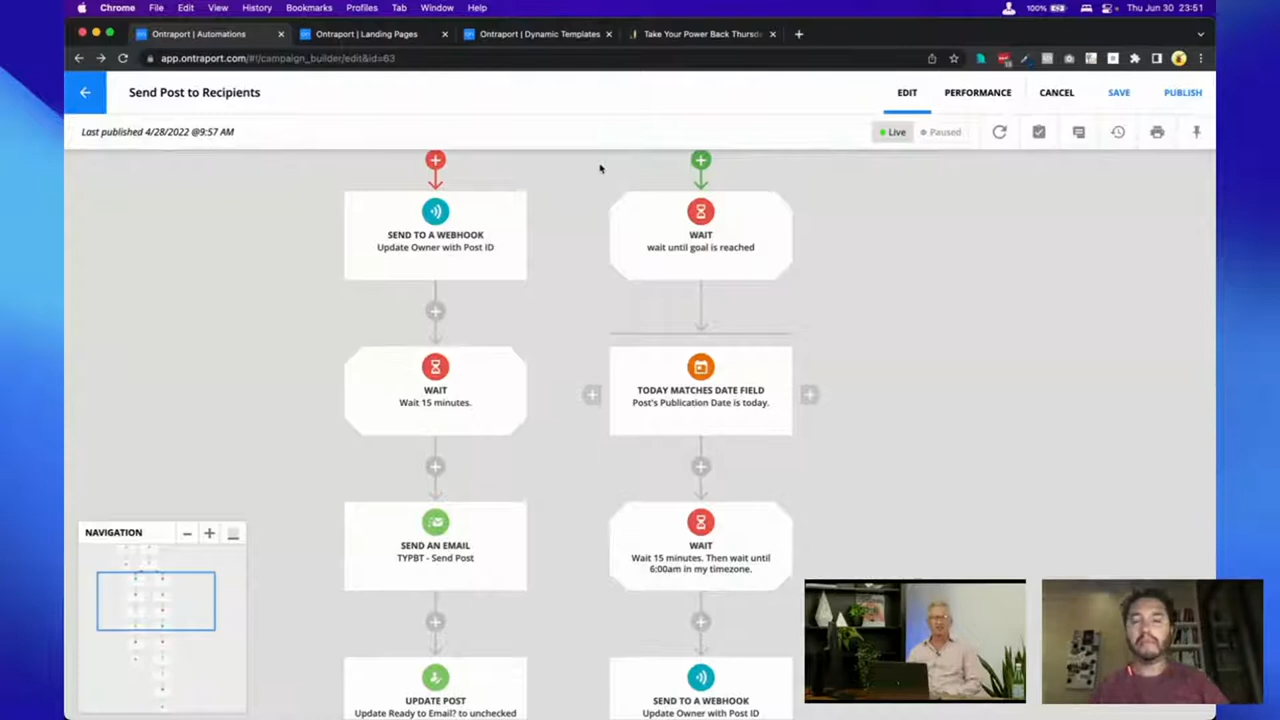 Chrome File Edit View History Bookmarks Profiles Tab Window Help
100% Thu Jun 30 23:51
Ontraport | Automations
Ontraport | Landing Pages
Ontraport | Dynamic Templates
Take Your Power Back Thursd
app.ontraport.com/#!/campaign_builder/edit&id=63
Send Post to Recipients
EDIT PERFORMANCE CANCEL SAVE PUBLISH
Last published 4/28/2022 @9:57 AM
Live Paused
SEND TO A WEBHOOK
Update Owner with Post ID
WAIT
wait until goal is reached
WAIT
Wait 15 minutes.
TODAY MATCHES DATE FIELD
Post's Publication Date is today.
SEND AN EMAIL
TYPBT - Send Post
WAIT
Wait 15 minutes. Then wait until
6:00am in my timezone.
NAVIGATION
UPDATE POST
Update Ready to Email? to unchecked
SEND TO A WEBHOOK
Update Owner with Post ID